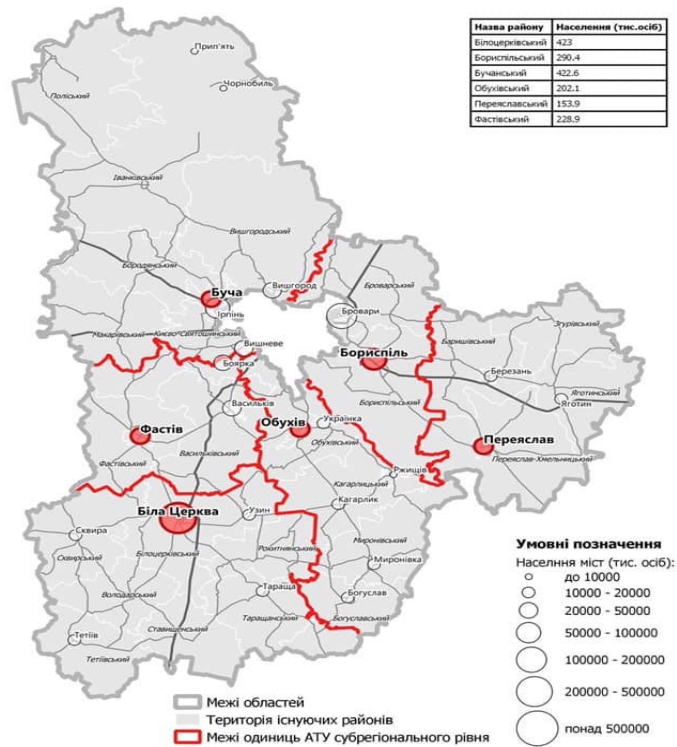 Назва району Населення (тис.осіб)
Білоцерківський 423
Бориспільський 290.4
Бучанський 422.6
Обухівський 202.1
Переяславський 153.9
Фастівський 228.9
Прип'ять
Чорнобиль
Поліський
Іванківський
Вишгородський
Бородянський
Вишгород
Буча
Ірпінь
Броварський
Бровари
Макарівський
Києво-Святошинський
Вишневе
Боярка
Бориспіль
Баришівський
Згурівський
Березань
Яготинський
Яготин
Васильків
Обухів
Українка
Бориспільський
Фастів
Обухівський
Переяслав
Васильківський
Фастівський
Переяслав-Хмельницький
Ржищів
Кагарлицький
Біла Церква
Узин
Кагарлик
Сквира
Рокитнянський
Миронівський
Білоцерківський
Сквирський
Миронівка
Володарський
Тараща
Богуслав
Ставищенський
Таращанський
Богуславський
Тетіїв
Тетіївський
Умовні позначення
Населння міст (тис. осіб):
до 10000
10000 - 20000
20000 - 50000
50000 - 100000
100000 - 200000
200000 - 500000
понад 500000
Межі областей
Територія існуючих районів
Межі одиниць АТУ субрегіонального рівня